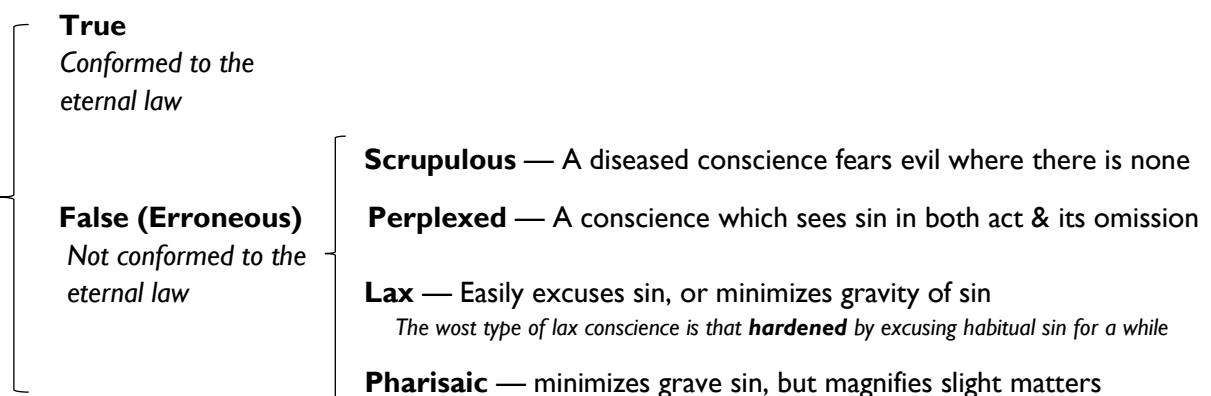 True
Conformed to the
eternal law
False (Erroneous)
Not conformed to the
eternal law
Scrupulous — A diseased conscience fears evil where there is none
Perplexed — A conscience which sees sin in both act & its omission
Lax — Easily excuses sin, or minimizes gravity of sin
The wost type of lax conscience is that hardened by excusing habitual sin for a while
Pharisaic — minimizes grave sin, but magnifies slight matters